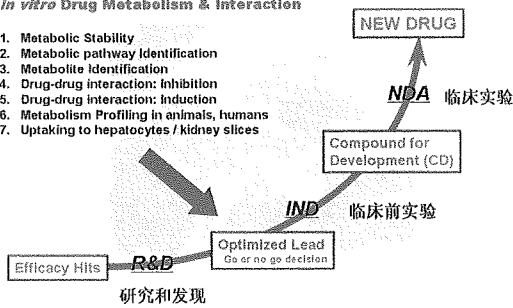 in vitro Drug Metabolism & Interaction
1. Metabolic Stability
2. Metabolic pathway Identification
3. Metabolite Identification
4. Drug-drug interaction: Inhibition
5. Drug-drug interaction: Induction
6. Metabolism Profiling in animals, humans
7. Uptaking to hepatocytes / kidney slices
NEW DRUG
NDA 临床实验
Compound for
Development (CD)
IND 临床前实验
Optimized Lead
Go or no go decision
Efficacy Hits
R&D
研究和发现